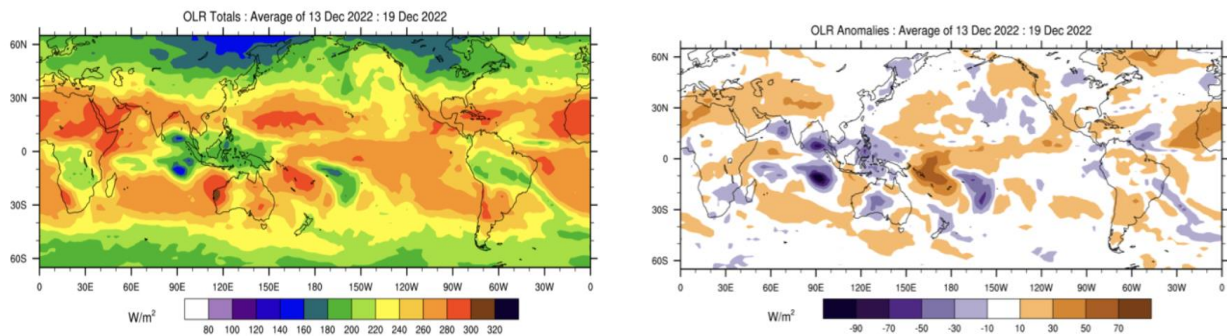 OLR Totals : Average of 13 Dec 2022 : 19 Dec 2022
60N
30N
0
30S
60S
0 30E 60E 90E 120E 150E 180 150W 120W 90W 60W 30W 0
W/m²
80 100 120 140 160 180 200 220 240 260 280 300 320
OLR Anomalies : Average of 13 Dec 2022 : 19 Dec 2022
60N
30N
0
30S
60S
0 30E 60E 90E 120E 150E 180 150W 120W 90W 60W 30W 0W
W/m²
-90 -70 -50 -30 -10 10 30 50 70